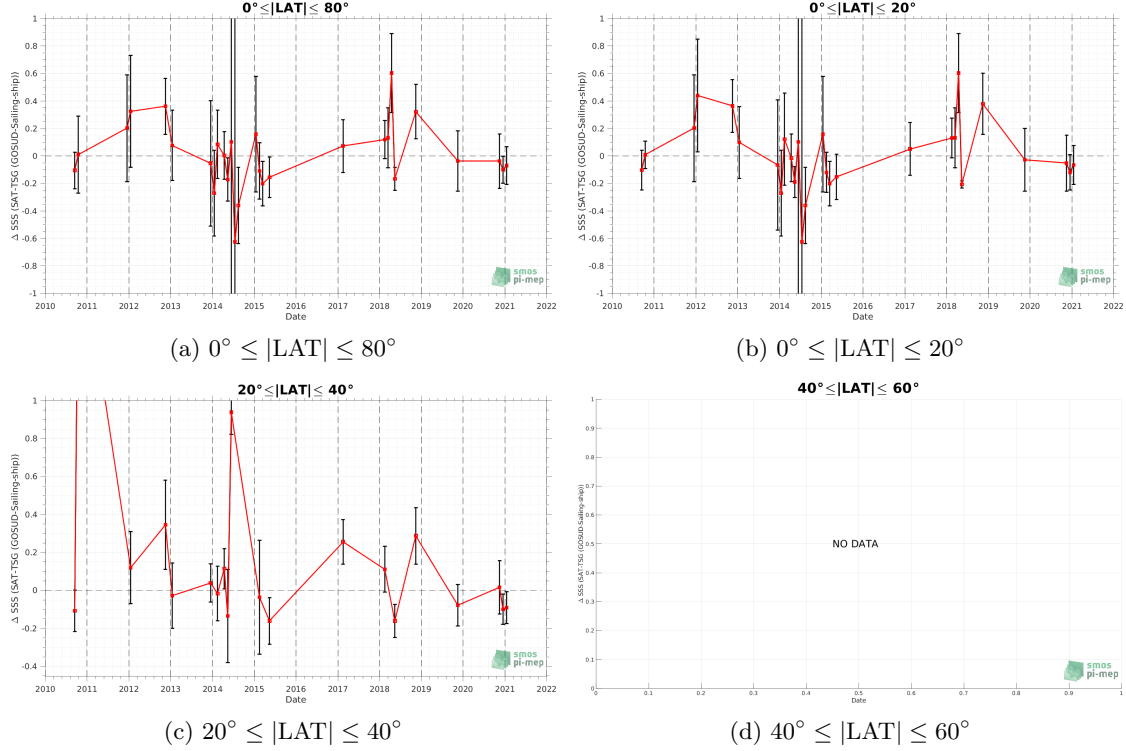 0°≤|LAT|≤ 80°
Δ SSS (SAT-TSG (GOSUD-Sailing-ship))
1
0.8
0.6
0.4
0.2
0
-0.2
-0.4
-0.6
-0.8
-1
2010 2011 2012 2013 2014 2015 2016 2017 2018 2019 2020 2021 2022
Date
smos
pi-mep
(a) 0° ≤ |LAT| ≤ 80°
0°≤|LAT|≤ 20°
Δ SSS (SAT-TSG (GOSUD-Sailing-ship))
1
0.8
0.6
0.4
0.2
0
-0.2
-0.4
-0.6
-0.8
-1
2010 2011 2012 2013 2014 2015 2016 2017 2018 2019 2020 2021 2022
Date
smos
pi-mep
(b) 0° ≤ |LAT| ≤ 20°
20°≤|LAT|≤ 40°
Δ SSS (SAT-TSG (GOSUD-Sailing-ship))
1
0.8
0.6
0.4
0.2
0
-0.2
-0.4
2010 2011 2012 2013 2014 2015 2016 2017 2018 2019 2020 2021 2022
Date
smos
pi-mep
(c) 20° ≤ |LAT| ≤ 40°
40°≤|LAT|≤ 60°
Δ SSS (SAT-TSG (GOSUD-Sailing-ship))
1
0.9
0.8
0.7
0.6
0.5
0.4
0.3
0.2
0.1
0
NO DATA
0 0.1 0.2 0.3 0.4 0.5 0.6 0.7 0.8 0.9 1
Date
smos
pi-mep
(d) 40° ≤ |LAT| ≤ 60°